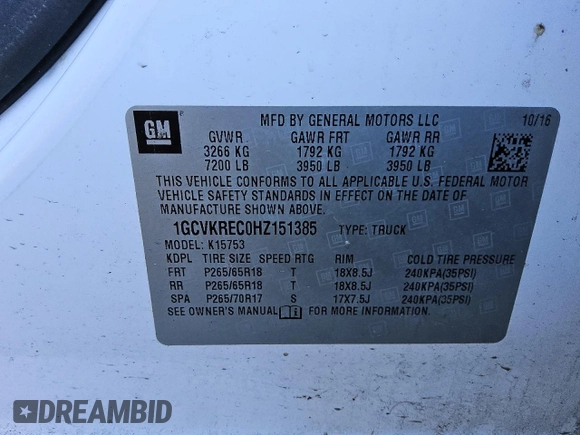 GM
MFD BY GENERAL MOTORS LLC 10/16
GVWR GAWR FRT GAWR RR
3266 KG 1792 KG 1792 KG
7200 LB 3950 LB 3950 LB
THIS VEHICLE CONFORMS TO ALL APPLICABLE U.S. FEDERAL MOTOR
VEHICLE SAFETY STANDARDS IN EFFECT ON THE DATE OF
MANUFACTURE SHOWN ABOVE.
1GCVKREC0HZ151385 TYPE: TRUCK
MODEL: K15753
KDPL TIRE SIZE SPEED RTG RIM COLD TIRE PRESSURE
FRT P265/65R18 T 18X8.5J 240KPA(35PSI)
RR P265/65R18 T 18X8.5J 240KPA(35PSI)
SPA P265/70R17 S 17X7.5J 240KPA(35PSI)
SEE OWNER'S MANUAL FOR MORE INFORMATION.
DREAMBID